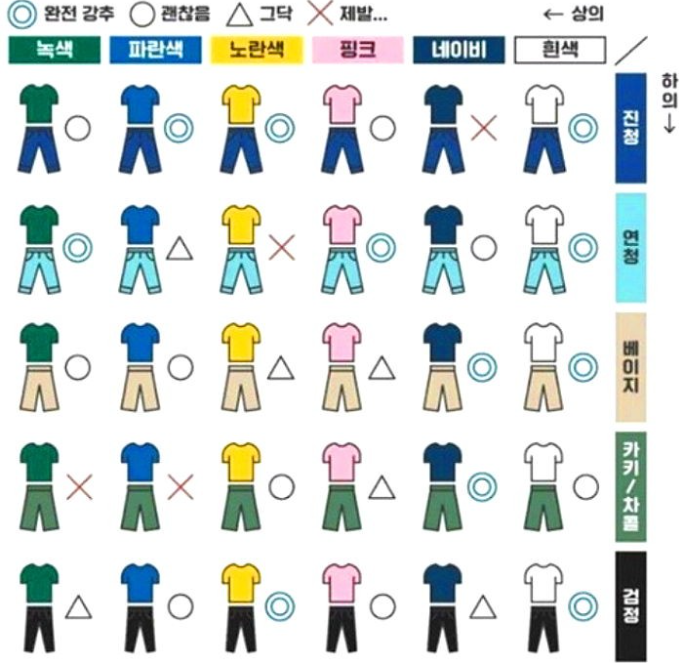 완전 강추 괜찮음 그닥 제발... ← 상의
녹색 파란색 노란색 핑크 네이비 흰색
하의 ↓
진청
연청
베이지
카키/차콜
검정